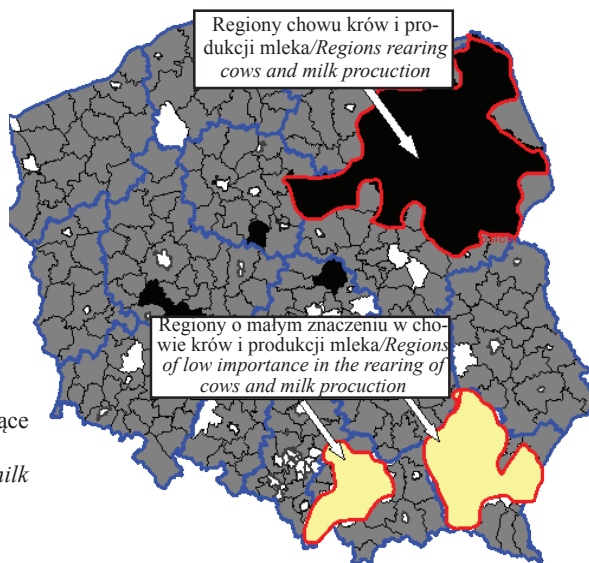 Regiony chowu krów i pro-
dukcji mleka/Regions rearing
cows and milk procuction
Regiony o małym znaczeniu w cho-
wie krów i produkcji mleka/Regions
of low importance in the rearing of
cows and milk procuction
ące
nilk